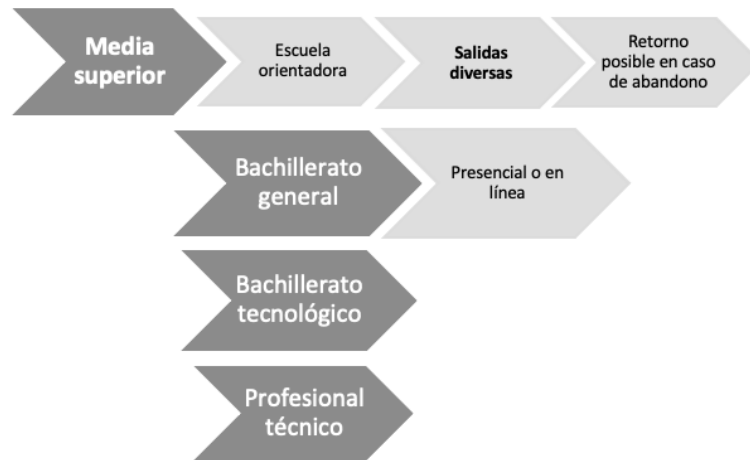 Media
superior
Escuela
orientadora
Salidas
diversas
Retorno
posible en caso
de abandono
Bachillerato
general
Presencial o en
línea
Bachillerato
tecnológico
Profesional
técnico